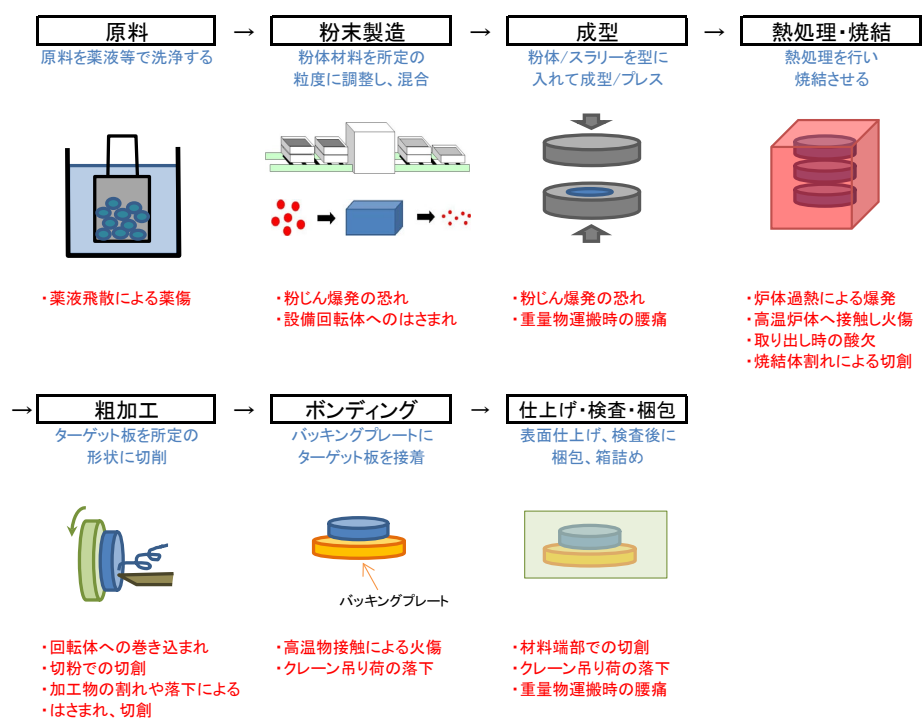 原料 → 粉末製造 → 成型 → 熱処理・焼結
原料を薬液等で洗浄する
粉体材料を所定の
粒度に調整し、混合
粉体/スラリーを型に
入れて成型/プレス
熱処理を行い
焼結させる
・薬液飛散による薬傷
・粉じん爆発の恐れ
・設備回転体へのはさまれ
・粉じん爆発の恐れ
・重量物運搬時の腰痛
・炉体過熱による爆発
・高温炉体へ接触し火傷
・取り出し時の酸欠
・焼結体割れによる切創
→ 粗加工 → ボンディング → 仕上げ・検査・梱包
ターゲット板を所定の
形状に切削
バッキングプレートに
ターゲット板を接着
表面仕上げ、検査後に
梱包、箱詰め
バッキングプレート
・回転体への巻き込まれ
・切粉での切創
・加工物の割れや落下による
・はさまれ、切創
・高温物接触による火傷
・クレーン吊り荷の落下
・材料端部での切創
・クレーン吊り荷の落下
・重量物運搬時の腰痛